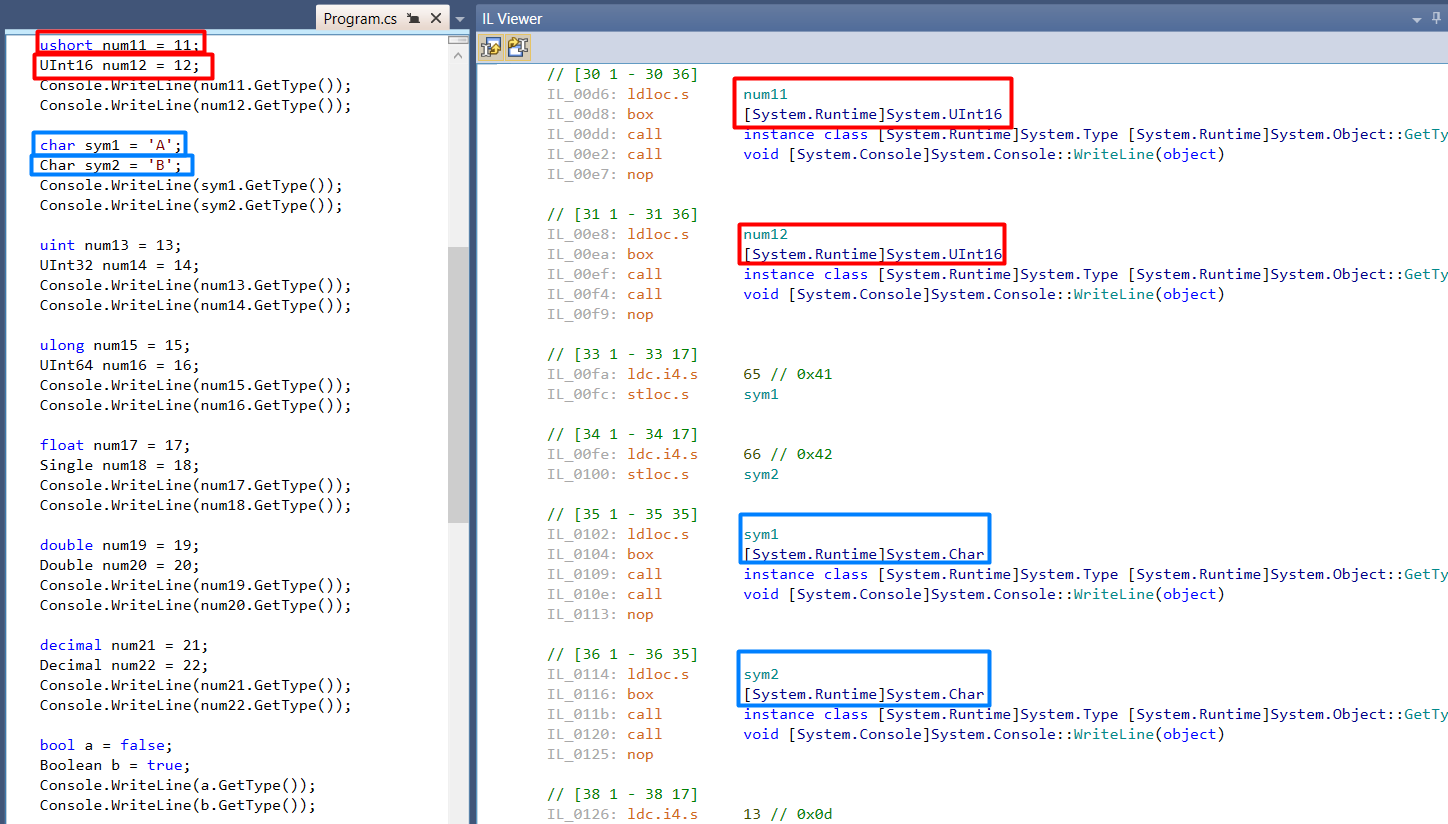 Program.cs
ushort num11 = 11;
UInt16 num12 = 12;
Console.WriteLine(num11.GetType());
Console.WriteLine(num12.GetType());
char sym1 = 'A';
Char sym2 = 'B';
Console.WriteLine(sym1.GetType());
Console.WriteLine(sym2.GetType());
uint num13 = 13;
UInt32 num14 = 14;
Console.WriteLine(num13.GetType());
Console.WriteLine(num14.GetType());
ulong num15 = 15;
UInt64 num16 = 16;
Console.WriteLine(num15.GetType());
Console.WriteLine(num16.GetType());
float num17 = 17;
Single num18 = 18;
Console.WriteLine(num17.GetType());
Console.WriteLine(num18.GetType());
double num19 = 19;
Double num20 = 20;
Console.WriteLine(num19.GetType());
Console.WriteLine(num20.GetType());
decimal num21 = 21;
Decimal num22 = 22;
Console.WriteLine(num21.GetType());
Console.WriteLine(num22.GetType());
bool a = false;
Boolean b = true;
Console.WriteLine(a.GetType());
Console.WriteLine(b.GetType());
IL Viewer
// [30 1 - 30 36]
IL_00d6: ldloc.s num11
IL_00d8: box [System.Runtime]System.UInt16
IL_00dd: call instance class [System.Runtime]System.Type [System.Runtime]System.Object::GetTy
IL_00e2: call void [System.Console]System.Console::WriteLine(object)
IL_00e7: nop
// [31 1 - 31 36]
IL_00e8: ldloc.s num12
IL_00ea: box [System.Runtime]System.UInt16
IL_00ef: call instance class [System.Runtime]System.Type [System.Runtime]System.Object::GetTy
IL_00f4: call void [System.Console]System.Console::WriteLine(object)
IL_00f9: nop
// [33 1 - 33 17]
IL_00fa: ldc.i4.s 65 // 0x41
IL_00fc: stloc.s sym1
// [34 1 - 34 17]
IL_00fe: ldc.i4.s 66 // 0x42
IL_0100: stloc.s sym2
// [35 1 - 35 35]
IL_0102: ldloc.s sym1
IL_0104: box [System.Runtime]System.Char
IL_0109: call instance class [System.Runtime]System.Type [System.Runtime]System.Object::GetTy
IL_010e: call void [System.Console]System.Console::WriteLine(object)
IL_0113: nop
// [36 1 - 36 35]
IL_0114: ldloc.s sym2
IL_0116: box [System.Runtime]System.Char
IL_011b: call instance class [System.Runtime]System.Type [System.Runtime]System.Object::GetTy
IL_0120: call void [System.Console]System.Console::WriteLine(object)
IL_0125: nop
// [38 1 - 38 17]
IL_0126: ldc.i4.s 13 // 0x0d